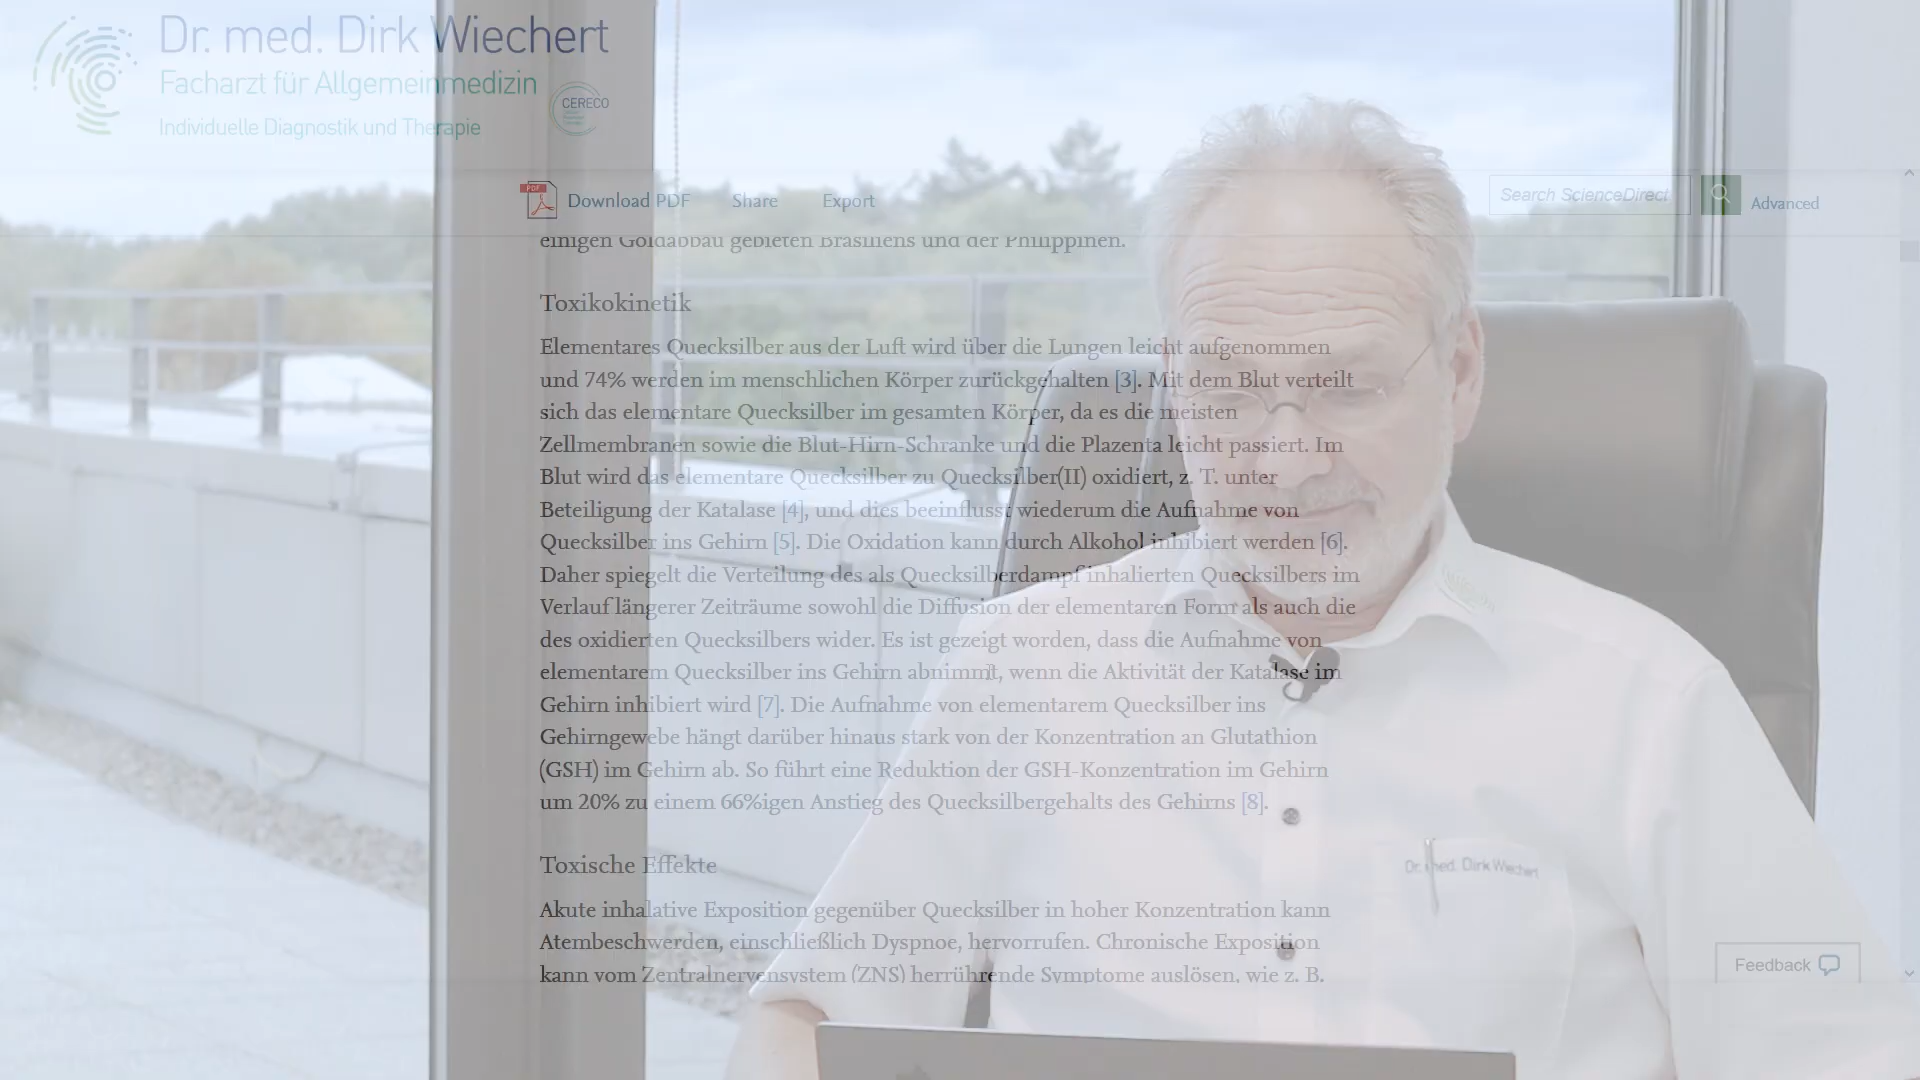 Dr. med. Dirk Wiechert
Facharzt für Allgemeinmedizin
Individuelle Diagnostik und Therapie
CERECO
Download PDF
Share
Export
Search ScienceDirect
Advanced
einigen Goldabbau gebieten Brasiliens und der Philippinen.
Toxikokinetik
Elementares Quecksilber aus der Luft wird über die Lungen leicht aufgenommen
und 74% werden im menschlichen Körper zurückgehalten [3]. Mit dem Blut verteilt
sich das elementare Quecksilber im gesamten Körper, da es die meisten
Zellmembranen sowie die Blut-Hirn-Schranke und die Plazenta leicht passiert. Im
Blut wird das elementare Quecksilber zu Quecksilber(II) oxidiert, z. T. unter
Beteiligung der Katalase [4], und dies beeinflusst wiederum die Aufnahme von
Quecksilber ins Gehirn [5]. Die Oxidation kann durch Alkohol inhibiert werden [6].
Daher spiegelt die Verteilung des als Quecksilberdampf inhalierten Quecksilbers im
Verlauf längerer Zeiträume sowohl die Diffusion der elementaren Form als auch die
des oxidierten Quecksilbers wider. Es ist gezeigt worden, dass die Aufnahme von
elementarem Quecksilber ins Gehirn abnimmt, wenn die Aktivität der Katalase im
Gehirn inhibiert wird [7]. Die Aufnahme von elementarem Quecksilber ins
Gehirngewebe hängt darüber hinaus stark von der Konzentration an Glutathion
(GSH) im Gehirn ab. So führt eine Reduktion der GSH-Konzentration im Gehirn
um 20% zu einem 66%igen Anstieg des Quecksilbergehalts des Gehirns [8].
Toxische Effekte
Dr. med. Dirk Wiechert
Akute inhalative Exposition gegenüber Quecksilber in hoher Konzentration kann
Atembeschwerden, einschließlich Dyspnoe, hervorrufen. Chronische Exposition
kann vom Zentralnervensystem (ZNS) herrührende Symptome auslösen, wie z. B.
Feedback